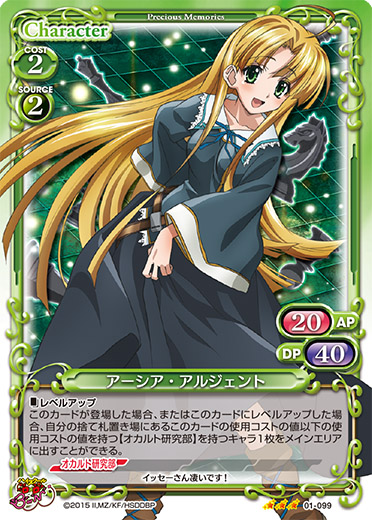 Precious Memories
Character
COST
2
SOURCE
2
20 AP
DP 40
アーシア・アルジェント
■レベルアップ
このカードが登場した場合、またはこのカードにレベルアップした場
合、自分の捨て札置き場にあるこのカードの使用コストの値以下の使
用コストの値を持つ【オカルト研究部】を持つキャラ1枚をメインエリア
に出すことができる。
オカルト研究部
イッセーさん凄いです！
©2015 II,MZ/KF/HSDDBP
01-099